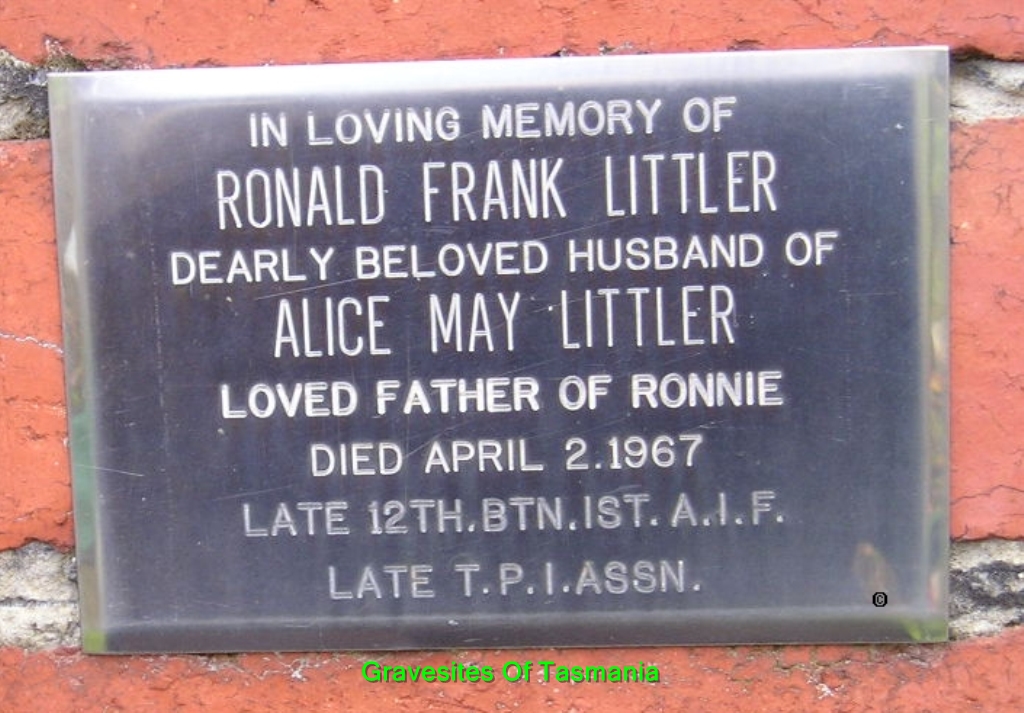 IN LOVING MEMORY OF
RONALD FRANK LITTLER
DEARLY BELOVED HUSBAND OF
ALICE MAY LITTLER
LOVED FATHER OF RONNIE
DIED APRIL 2.1967
LATE 12TH.BTN.IST. A.I.F.
LATE T.P.I.ASSN.
©
Gravesites Of Tasmania